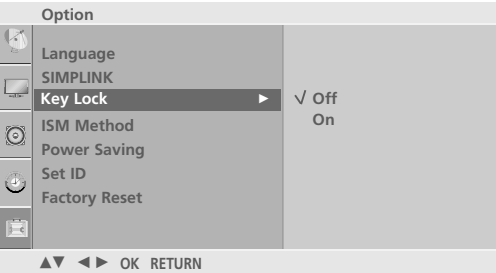 Option
Language
SIMPLINK
Key Lock ► √ Off
On
ISM Method
Power Saving
Set ID
Factory Reset
▲▼ ◄► OK RETURN